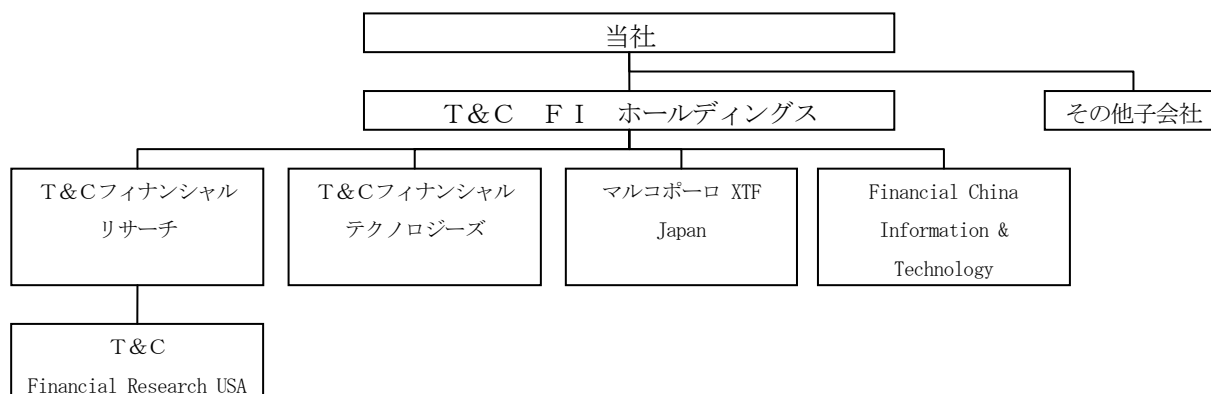 当社
Ｔ&Ｃ　ＦＩ　ホールディングス
その他子会社
Ｔ＆Ｃフィナンシャル
リサーチ
Ｔ＆Ｃフィナンシャル
テクノロジーズ
マルコポーロ XTF
Japan
Financial China
Information &
Technology
Ｔ&Ｃ
Financial Research USA